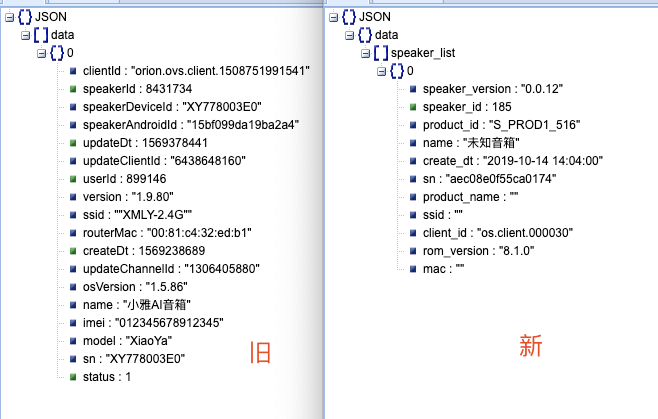 JSON
data
0
clientId : "orion.ovs.client.1508751991541"
speakerId : 8431734
speakerDeviceId : "XY778003E0"
speakerAndroidId : "15bf099da19ba2a4"
updateDt : 1569378441
updateClientId : "6438648160"
userId : 899146
version : "1.9.80"
ssid : ""XMLY-2.4G""
routerMac : "00:81:c4:32:ed:b1"
createDt : 1569238689
updateChannelId : "1306405880"
osVersion : "1.5.86"
name : "小雅AI音箱"
imei : "012345678912345"
model : "XiaoYa"
sn : "XY778003E0"
status : 1
旧
JSON
data
speaker_list
0
speaker_version : "0.0.12"
speaker_id : 185
product_id : "S_PROD1_516"
name : "未知音箱"
create_dt : "2019-10-14 14:04:00"
sn : "aec08e0f55ca0174"
product_name : ""
ssid : ""
client_id : "os.client.000030"
rom_version : "8.1.0"
mac : ""
新